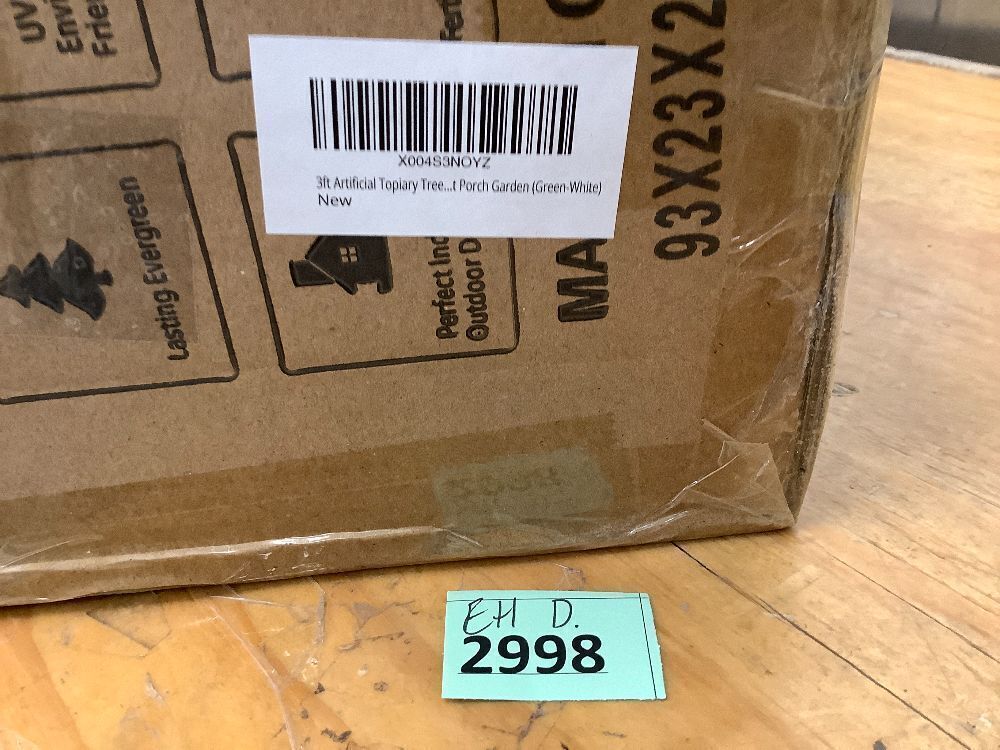 UV
Envi
Frie
Fe
X004S3NOYZ
3ft Artificial Topiary Tree...t Porch Garden (Green-White)
New
Lasting Evergreen
Perfect Ind
Outdoor D
MA
93X23X2
EH D.
2998